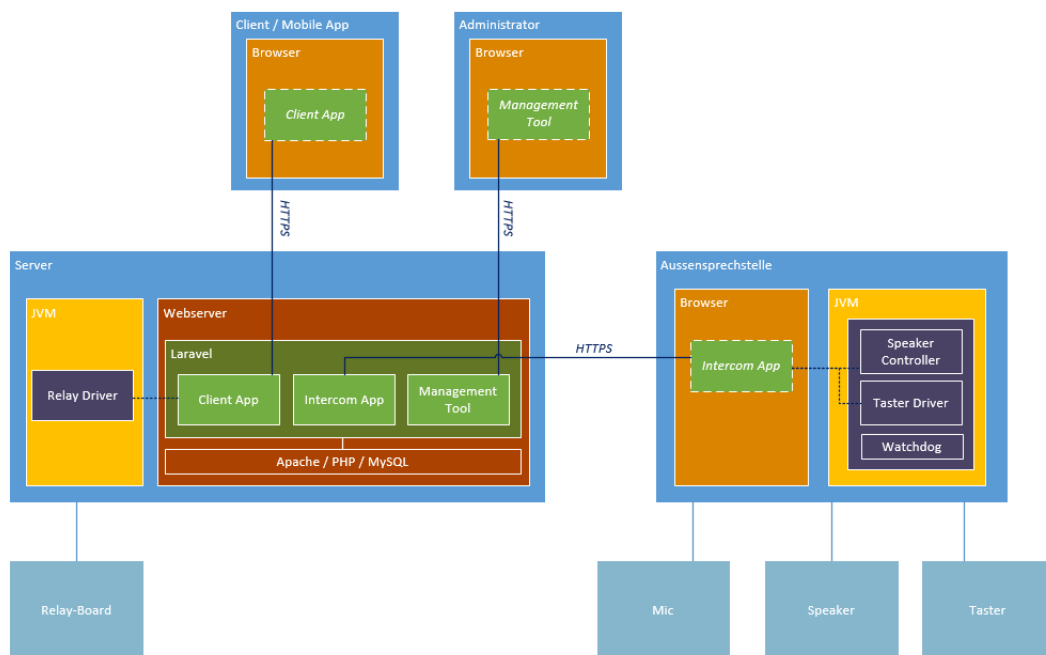 Client / Mobile App
Browser
Client App
Administrator
Browser
Management
Tool
HTTPS
HTTPS
Server
JVM
Relay Driver
Webserver
Laravel
Client App
Intercom App
Management
Tool
Apache / PHP / MySQL
HTTPS
Aussensprechstelle
Browser
Intercom App
JVM
Speaker
Controller
Taster Driver
Watchdog
Relay-Board
Mic
Speaker
Taster